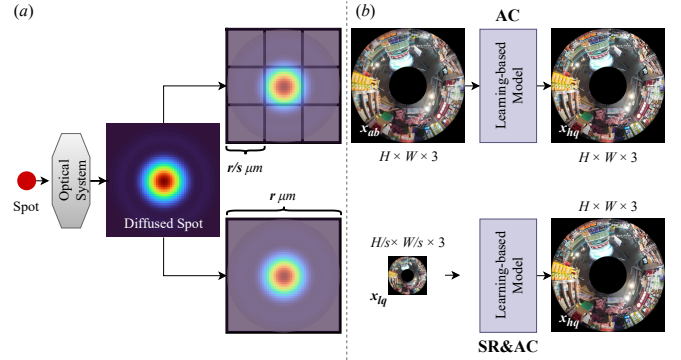 (a)
Spot
Optical
System
Diffused Spot
r/s μm
r μm
(b)
AC
x_ab
H × W × 3
Learning-based
Model
x_hq
H × W × 3
H/s× W/s × 3
x_lq
Learning-based
Model
SR&AC
H × W × 3
x_hq